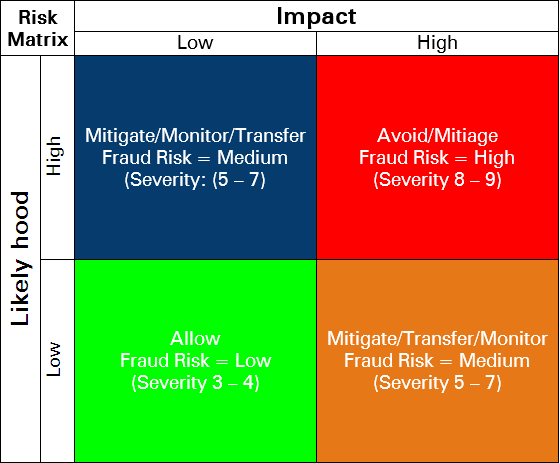 Risk
Matrix
Impact
Low
High
Likely hood
High
Mitigate/Monitor/Transfer
Fraud Risk = Medium
(Severity: (5 – 7)
Avoid/Mitiage
Fraud Risk = High
(Severity 8 – 9)
Low
Allow
Fraud Risk = Low
(Severity 3 – 4)
Mitigate/Transfer/Monitor
Fraud Risk = Medium
(Severity 5 – 7)